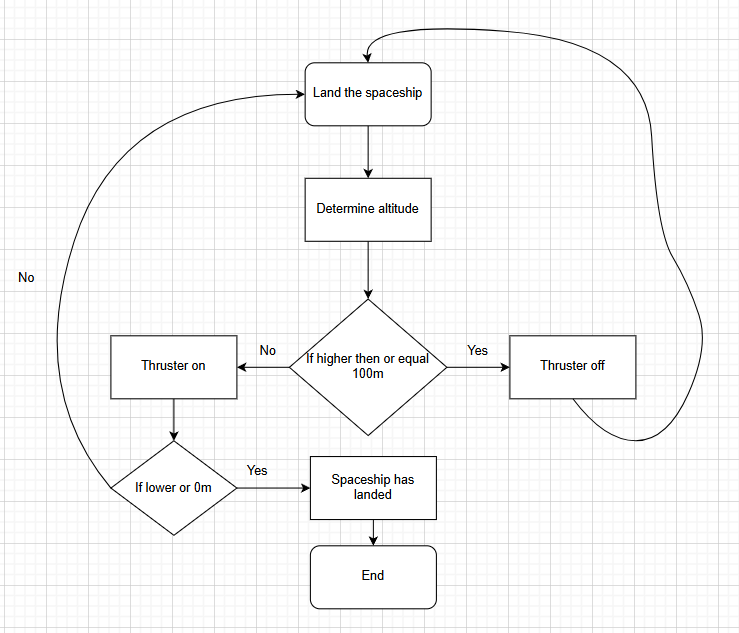 Land the spaceship
Determine altitude
No
No
Yes
If higher then or equal
100m
Thruster on
Thruster off
If lower or 0m
Yes
Spaceship has
landed
End